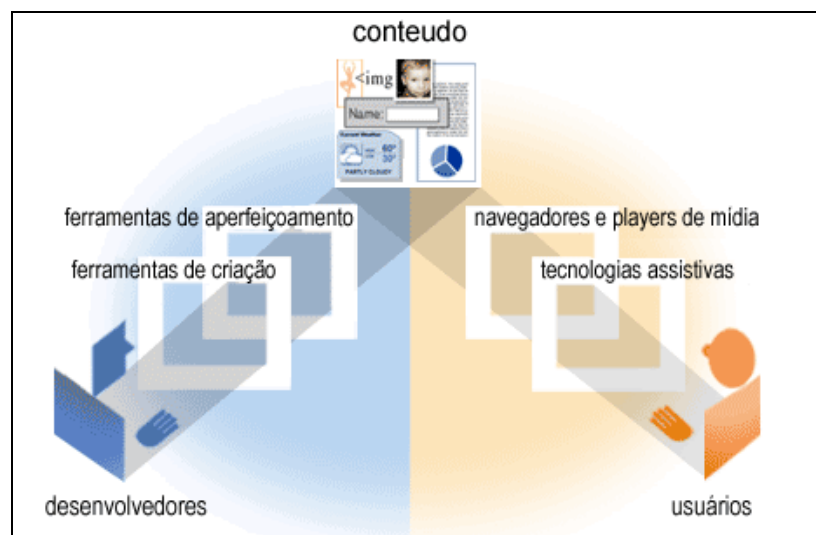 conteudo
<img
Name:
Current Weather
60°
30°
PARTLY CLOUDY
ferramentas de aperfeiçoamento
navegadores e players de mídia
ferramentas de criação
tecnologias assistivas
desenvolvedores
usuários